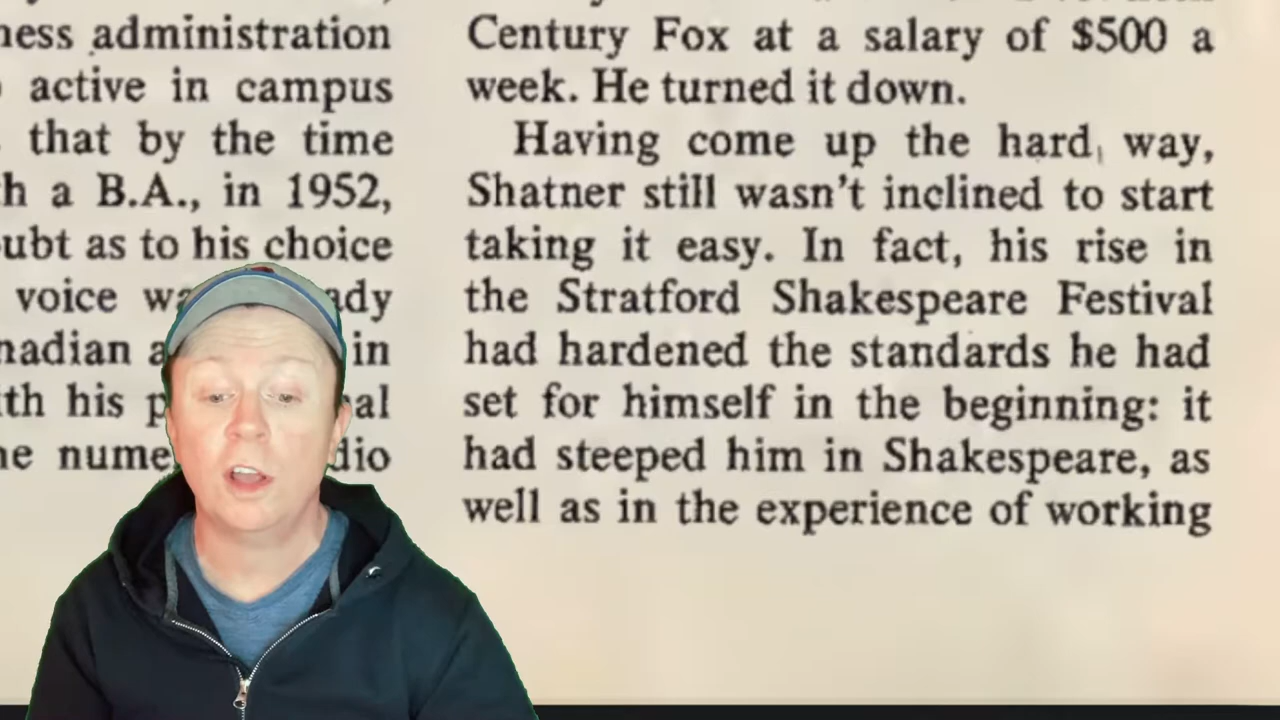 ness administration
active in campus
that by the time
h a B.A., in 1952,
ubt as to his choice
voice
in
his
he
dio
Century Fox at a salary of $500 a
week. He turned it down.
Having come up the hard way,
Shatner still wasn't inclined to start
taking it easy. In fact, his rise in
the Stratford Shakespeare Festival
had hardened the standards he had
set for himself in the beginning: it
had steeped him in Shakespeare, as
well as in the experience of working